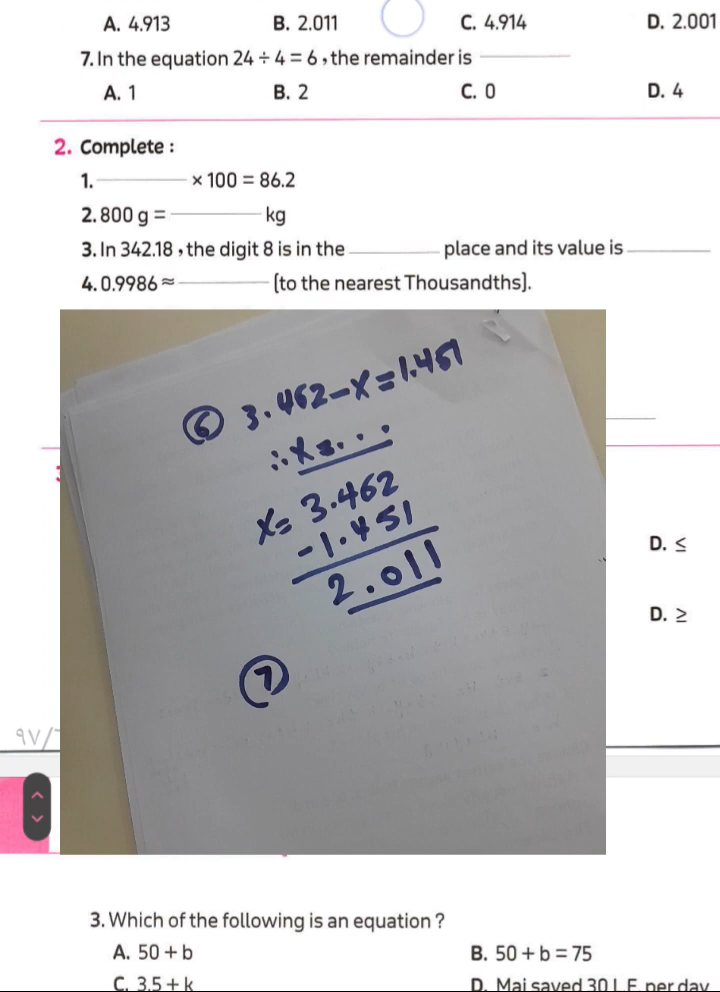 A. 4.913 B. 2.011 C. 4.914 D. 2.001
7. In the equation 24 ÷ 4 = 6 , the remainder is
A. 1 B. 2 C. 0 D. 4
2. Complete :
1. × 100 = 86.2
2. 800 g = kg
3. In 342.18 , the digit 8 is in the place and its value is
4. 0.9986 ≈ (to the nearest Thousandths).
⑥ 3.462-x=1.451
∴x=...
x= 3.462
-1.451
2.011
D. ≤
⑦
D. ≥
٩٧/
3. Which of the following is an equation ?
A. 50 + b B. 50 + b = 75
C. 3.5 + k D. Mai saved 30 L.E. per day